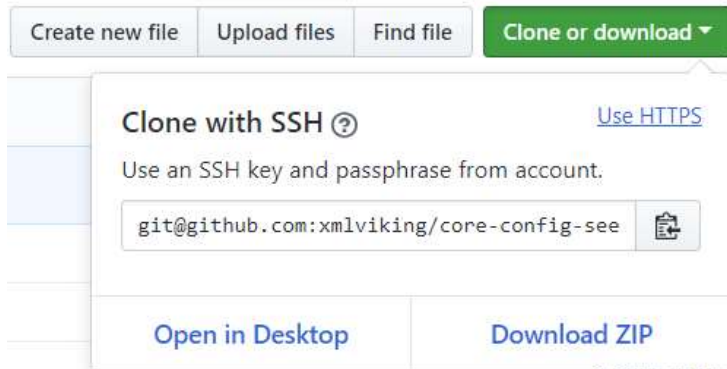 Create new file Upload files Find file Clone or download
Clone with SSH Use HTTPS
Use an SSH key and passphrase from account.
git@github.com:xmlviking/core-config-see
Open in Desktop Download ZIP